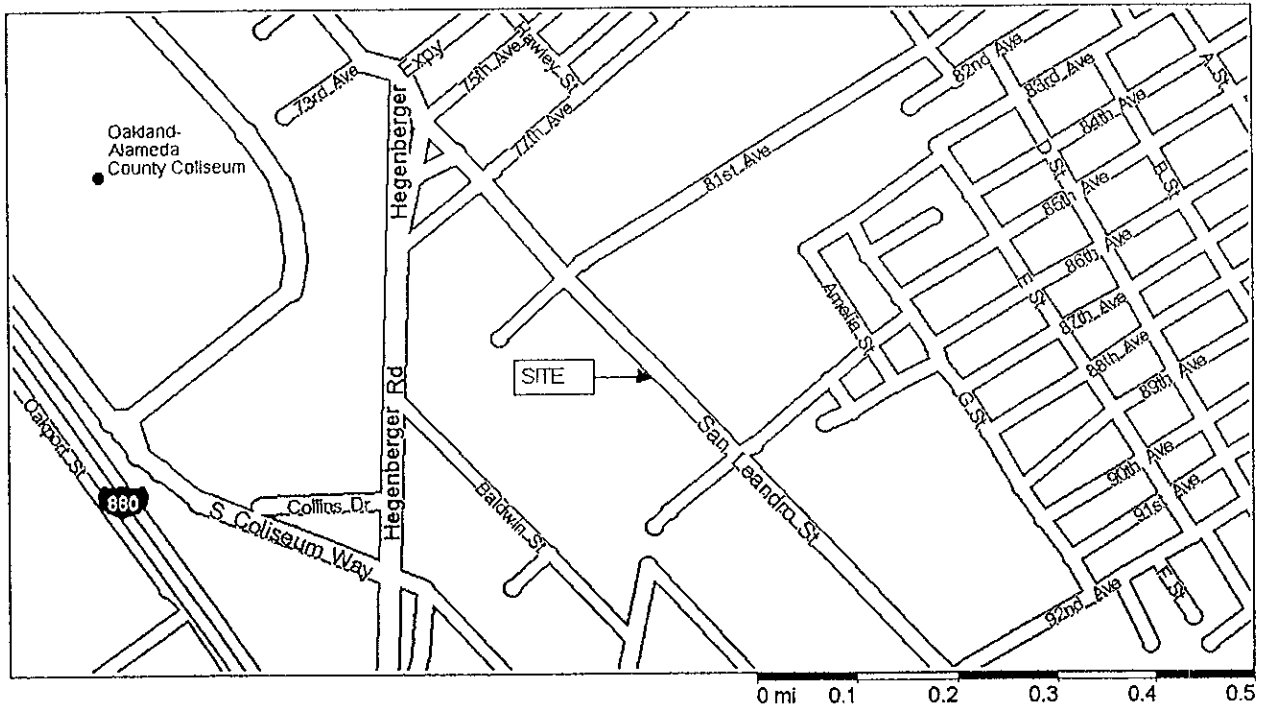 73rd Ave
Hegenberger Expy
75th Ave
Hawley St
77th Ave
Oakland-
Alameda
County Coliseum
81st Ave
82nd Ave
83rd Ave
84th Ave
A St
D St
B St
85th Ave
86th Ave
E St
87th Ave
88th Ave
89th Ave
Amelia St
G St
90th Ave
91st Ave
92nd Ave
E St
SITE
San Leandro St
Hegenberger Rd
Baldwin St
Collins Dr
S Coliseum Way
Oakport St
880
0 mi 0.1 0.2 0.3 0.4 0.5